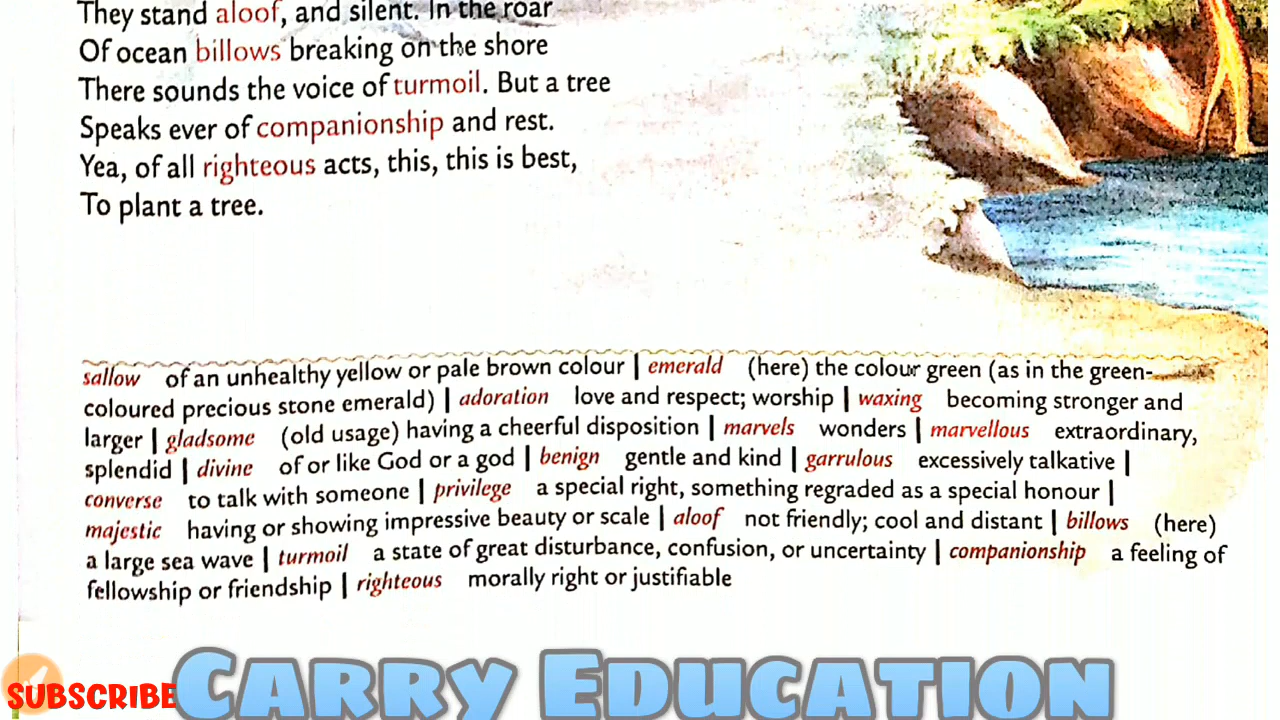 They stand aloof, and silent. In the roar
Of ocean billows breaking on the shore
There sounds the voice of turmoil. But a tree
Speaks ever of companionship and rest.
Yea, of all righteous acts, this, this is best,
To plant a tree.
sallow of an unhealthy yellow or pale brown colour | emerald (here) the colour green (as in the green-
coloured precious stone emerald) | adoration love and respect; worship | waxing becoming stronger and
larger | gladsome (old usage) having a cheerful disposition | marvels wonders | marvellous extraordinary,
splendid | divine of or like God or a god | benign gentle and kind | garrulous excessively talkative |
converse to talk with someone | privilege a special right, something regraded as a special honour |
majestic having or showing impressive beauty or scale | aloof not friendly; cool and distant | billows (here)
a large sea wave | turmoil a state of great disturbance, confusion, or uncertainty | companionship a feeling of
fellowship or friendship | righteous morally right or justifiable
SUBSCRIBE
CARRY EDUCATION